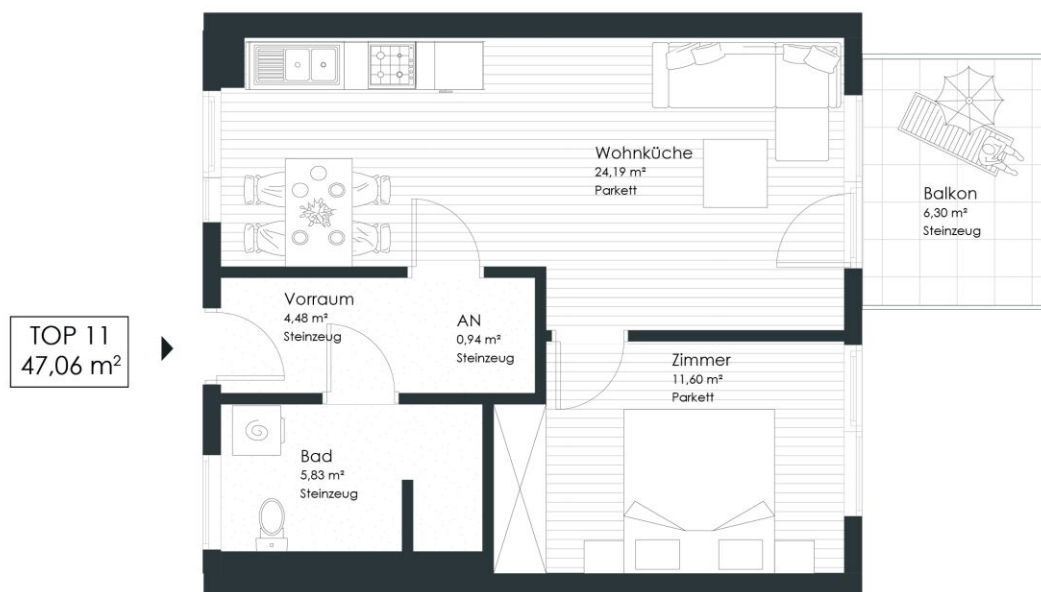 Wohnküche
24,19 m²
Parkett
Balkon
6,30 m²
Steinzeug
Vorraum
4,48 m²
Steinzeug
AN
0,94 m²
Steinzeug
TOP 11
47,06 m²
Zimmer
11,60 m²
Parkett
Bad
5,83 m²
Steinzeug